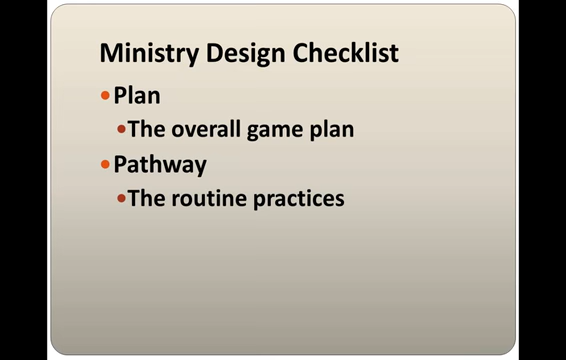 Ministry Design Checklist
•Plan
•The overall game plan
•Pathway
•The routine practices